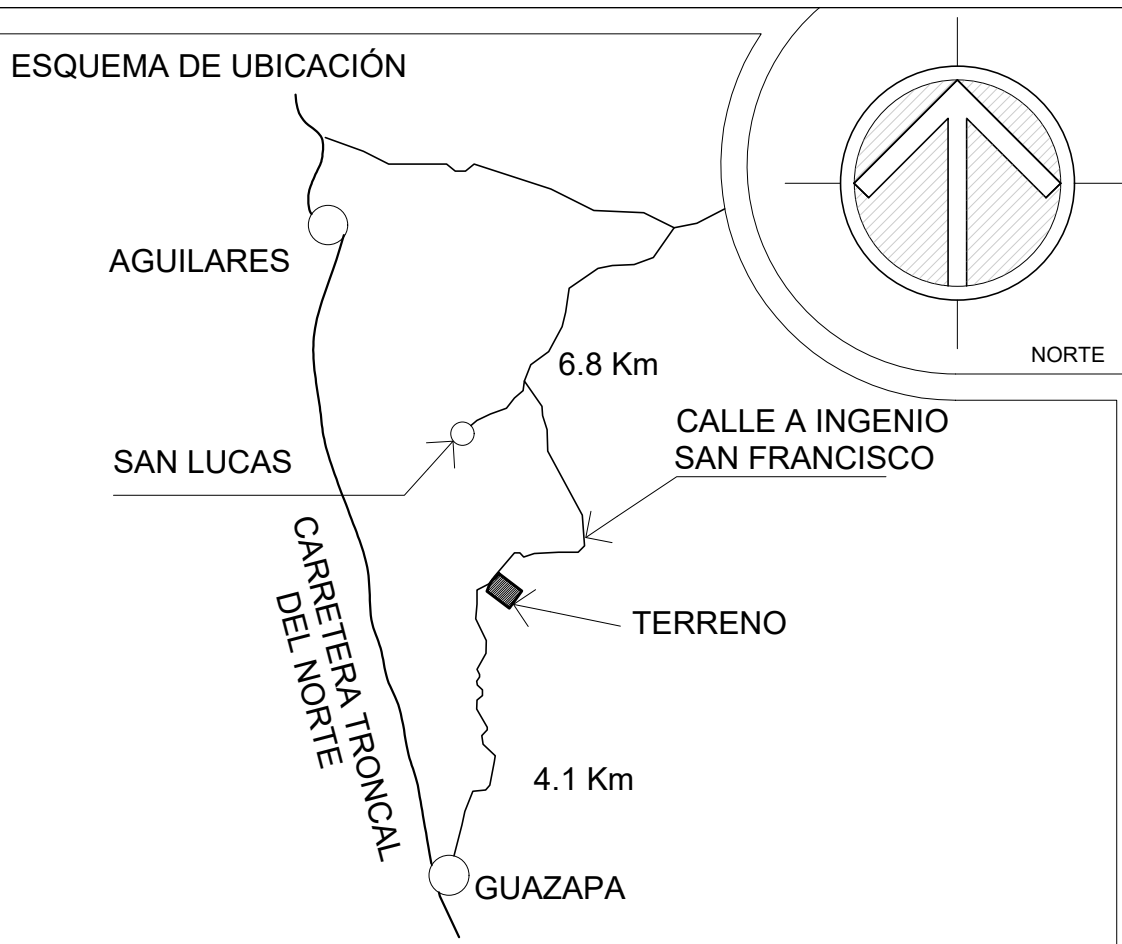 ESQUEMA DE UBICACIÓN
AGUILARES
NORTE
6.8 Km
CALLE A INGENIO
SAN FRANCISCO
SAN LUCAS
CARRETERA TRONCAL
DEL NORTE
TERRENO
4.1 Km
GUAZAPA